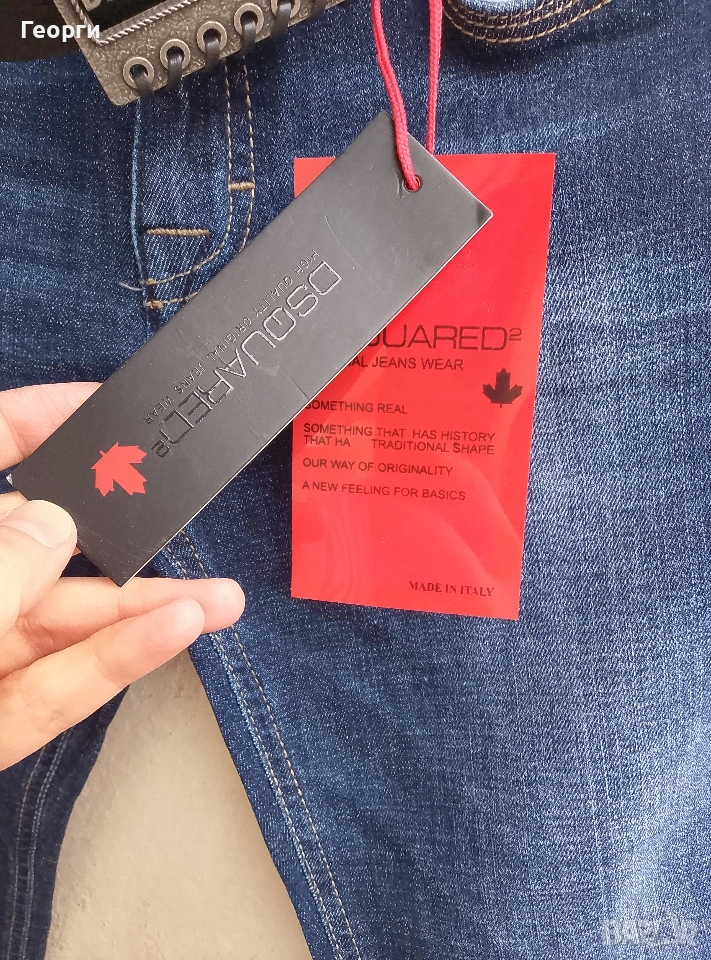 Георги
DSQUARED2
HIGH QUALITY ORIGINAL JEANS WEAR
SQUARED2
AL JEANS WEAR
SOMETHING REAL
SOMETHING THAT HAS HISTORY
THAT HA TRADITIONAL SHAPE
OUR WAY OF ORIGINALITY
A NEW FEELING FOR BASICS
MADE IN ITALY
BAZAR